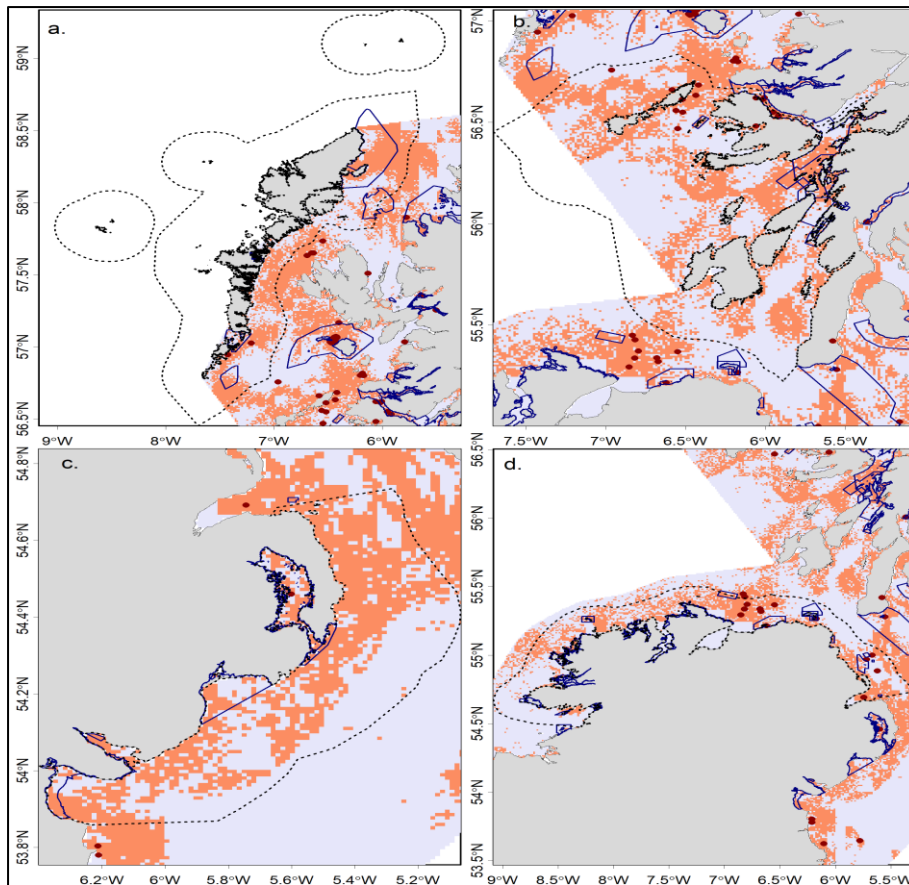 a.
59°N
58.5°N
58°N
57.5°N
57°N
56.5°N
9°W 8°W 7°W 6°W
b.
57°N
56.5°N
56°N
55.5°N
7.5°W 7°W 6.5°W 6°W 5.5°W
c.
54.8°N
54.6°N
54.4°N
54.2°N
54°N
53.8°N
6.2°W 6°W 5.8°W 5.6°W 5.4°W 5.2°W
d.
56.5°N
56°N
55.5°N
55°N
54.5°N
54°N
53.5°N
9°W 8.5°W 8°W 7.5°W 7°W 6.5°W 6°W 5.5°W